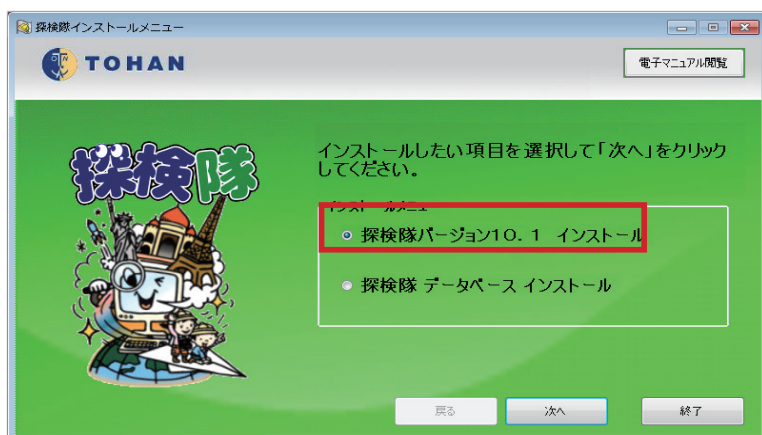 探検隊インストールメニュー
TOHAN
電子マニュアル閲覧
探検隊
インストールしたい項目を選択して「次へ」をクリック
してください。
インストールメニュー
探検隊バージョン10.1 インストール
探検隊 データベース インストール
戻る
次へ
終了